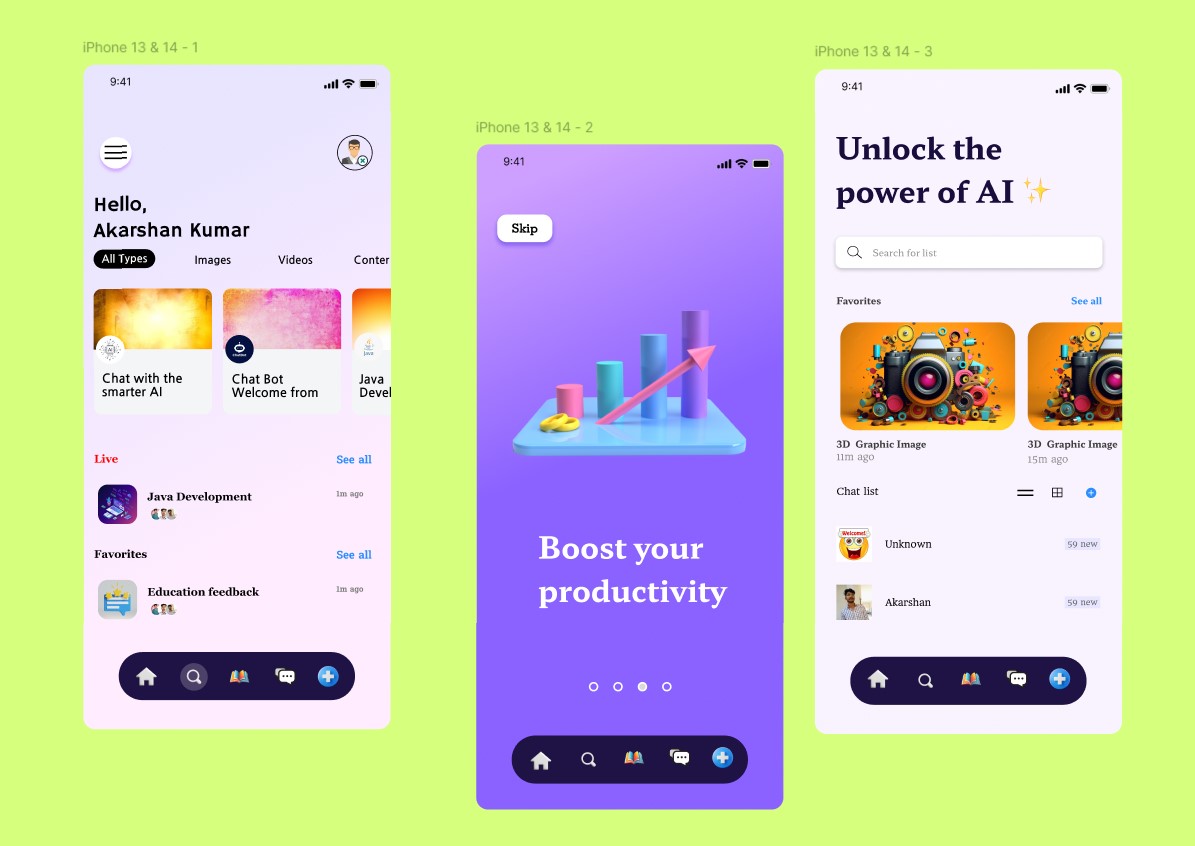 iPhone 13 & 14 - 1
9:41
Hello,
Akarshan Kumar
All Types
Images
Videos
Conter
AI
Chat with the
smarter AI
Chat Bot
Welcome from
Java
Java
Devel
Live
See all
Java Development
1m ago
Favorites
See all
Education feedback
1m ago
iPhone 13 & 14 - 2
9:41
Skip
Boost your
productivity
iPhone 13 & 14 - 3
9:41
Unlock the
power of AI
Search for list
Favorites
See all
3D Graphic Image
11m ago
3D Graphic Image
15m ago
Chat list
Welcome!
Unknown
59 new
Akarshan
59 new